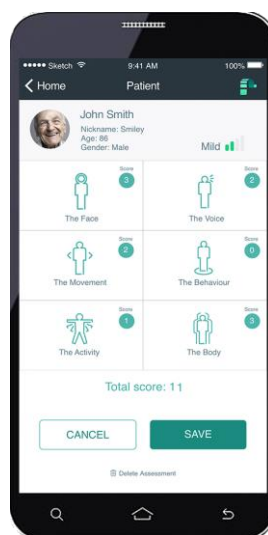 Sketch 9:41 AM 100%
Home Patient
John Smith
Nickname: Smiley
Age: 86
Gender: Male
Mild
Score
3
The Face
Score
2
The Voice
Score
2
The Movement
Score
0
The Behaviour
Score
1
The Activity
Score
3
The Body
Total score: 11
CANCEL SAVE
Delete Assessment